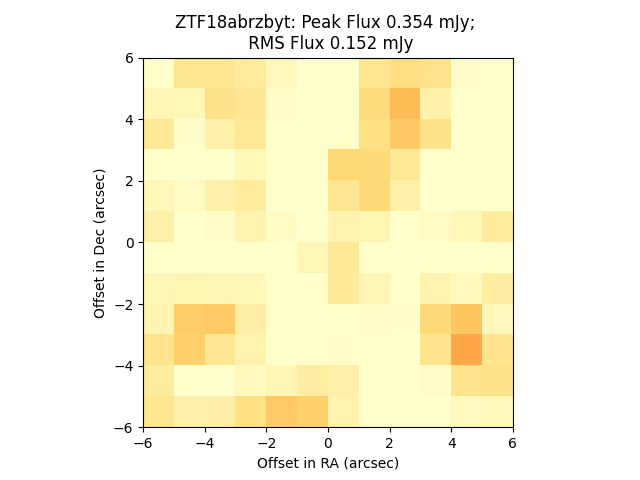 ZTF18abrzbyt: Peak Flux 0.354 mJy;
RMS Flux 0.152 mJy
6
4
2
0
−2
−4
−6
Offset in Dec (arcsec)
−6 −4 −2 0 2 4 6
Offset in RA (arcsec)